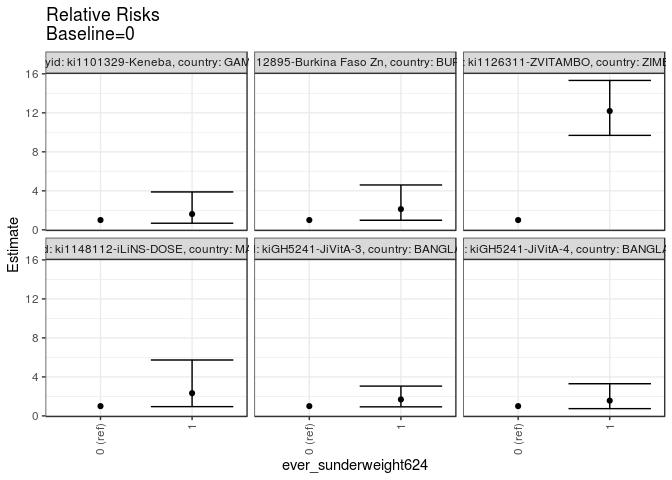 Relative Risks
Baseline=0
yid: ki1101329-Keneba, country: GAM
12895-Burkina Faso Zn, country: BUR
: ki1126311-ZVITAMBO, country: ZIME
16
12
8
4
0
d: ki1148112-iLiNS-DOSE, country: MA
l: kiGH5241-JiVitA-3, country: BANGLA
: kiGH5241-JiVitA-4, country: BANGLA
16
12
8
4
0
Estimate
0 (ref)
1
0 (ref)
1
0 (ref)
1
ever_sunderweight624